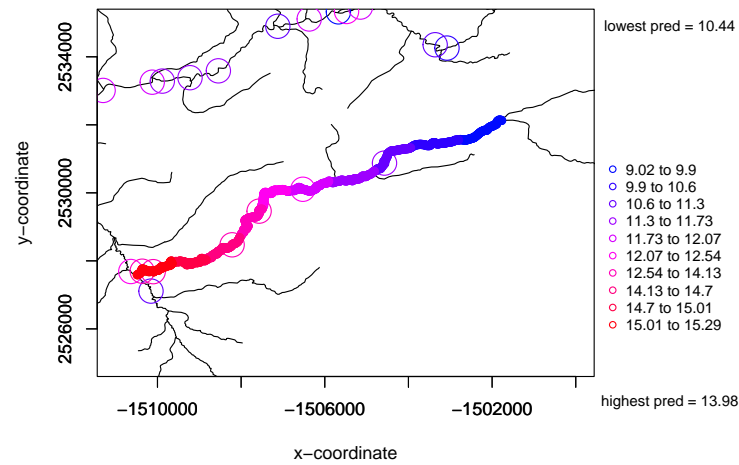 lowest pred = 10.44
2534000
2530000
2526000
y−coordinate
9.02 to 9.9
9.9 to 10.6
10.6 to 11.3
11.3 to 11.73
11.73 to 12.07
12.07 to 12.54
12.54 to 14.13
14.13 to 14.7
14.7 to 15.01
15.01 to 15.29
highest pred = 13.98
−1510000
−1506000
−1502000
x−coordinate